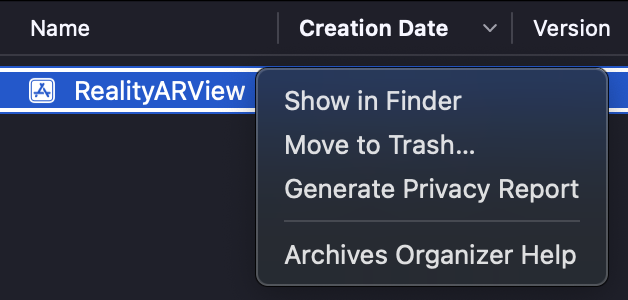 Name Creation Date Version
RealityARView
Show in Finder
Move to Trash...
Generate Privacy Report
Archives Organizer Help